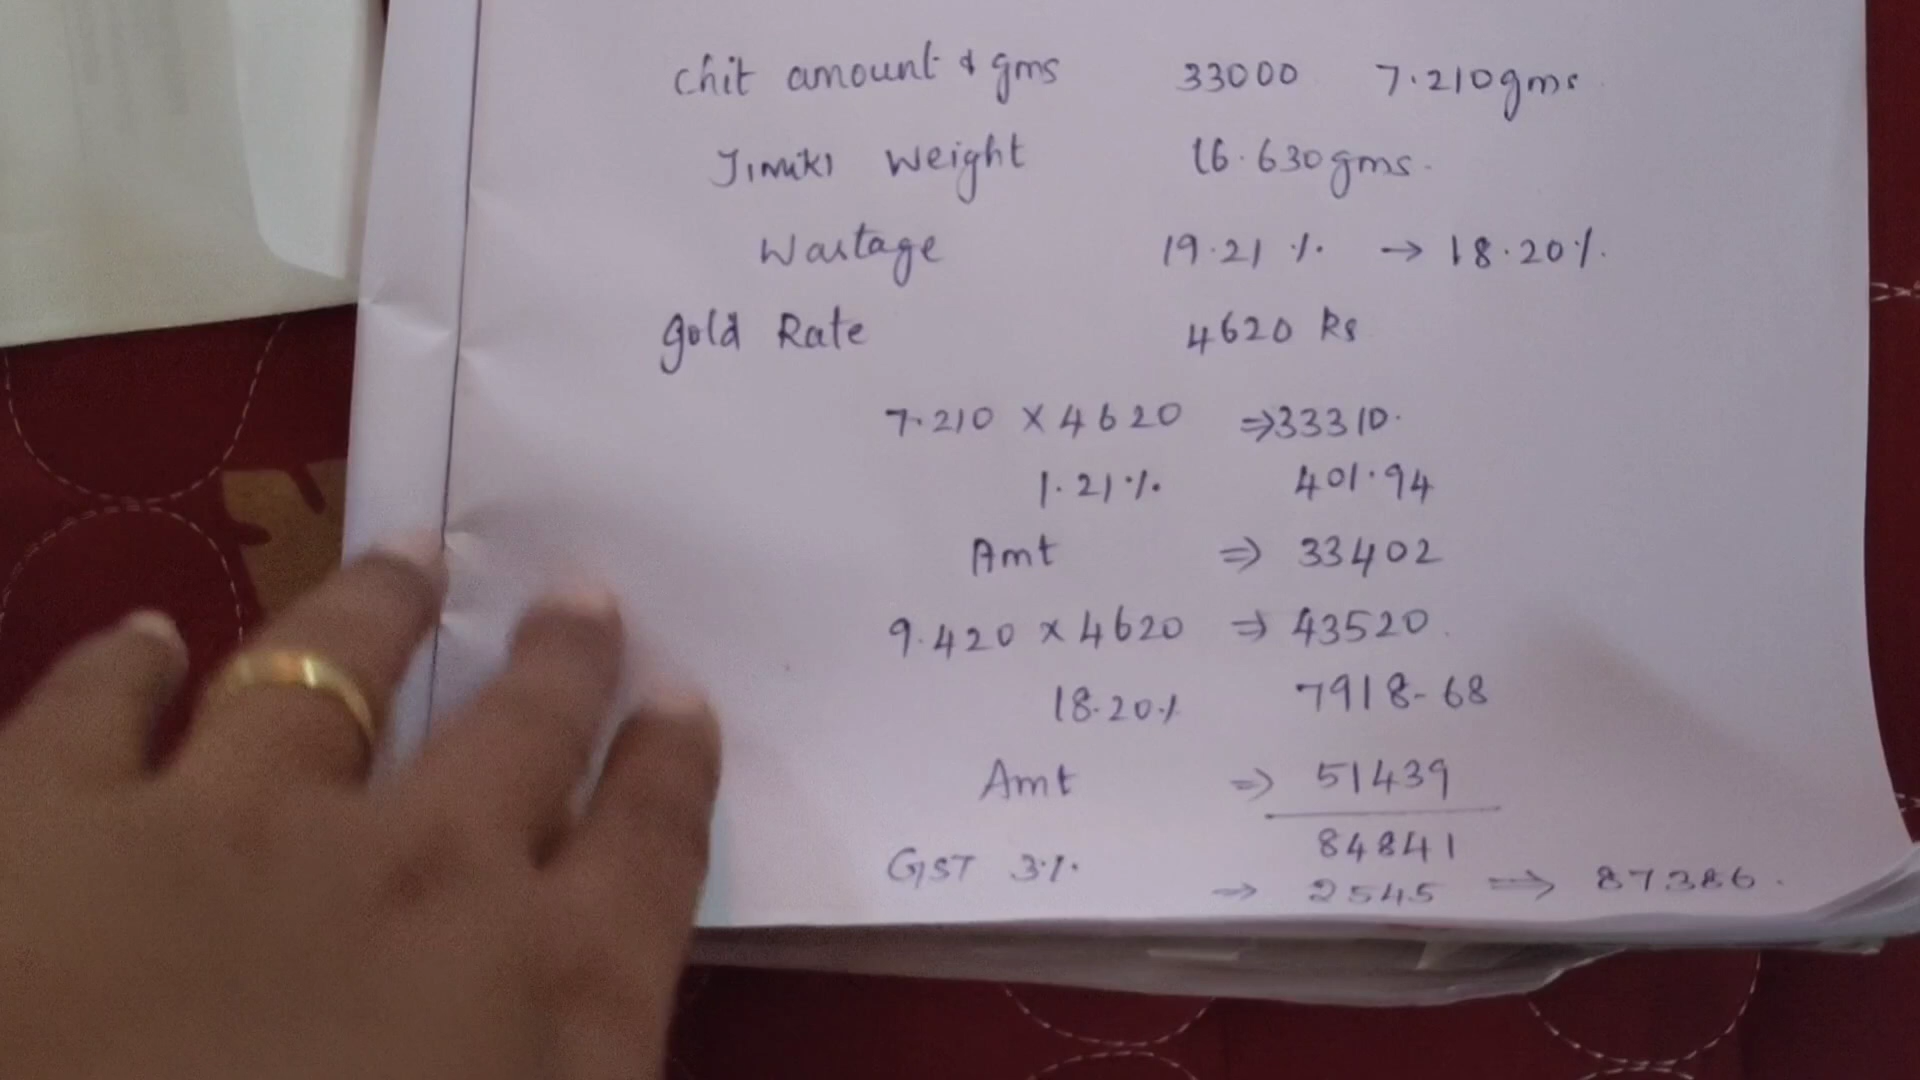 Chit amount & gms 33000 7.210gms
Jimiki weight 16.630gms.
Wastage 19.21 % → 18.20%.
Gold Rate 4620 Rs
7.210 x 4620 ⇒ 33310.
1.21% 401.94
Amt ⇒ 33402
9.420 x 4620 ⇒ 43520.
18.20% 7918-68
Amt ⇒ 51439
84841
GST 3%. ⇒ 2545 ⇒ 87386.